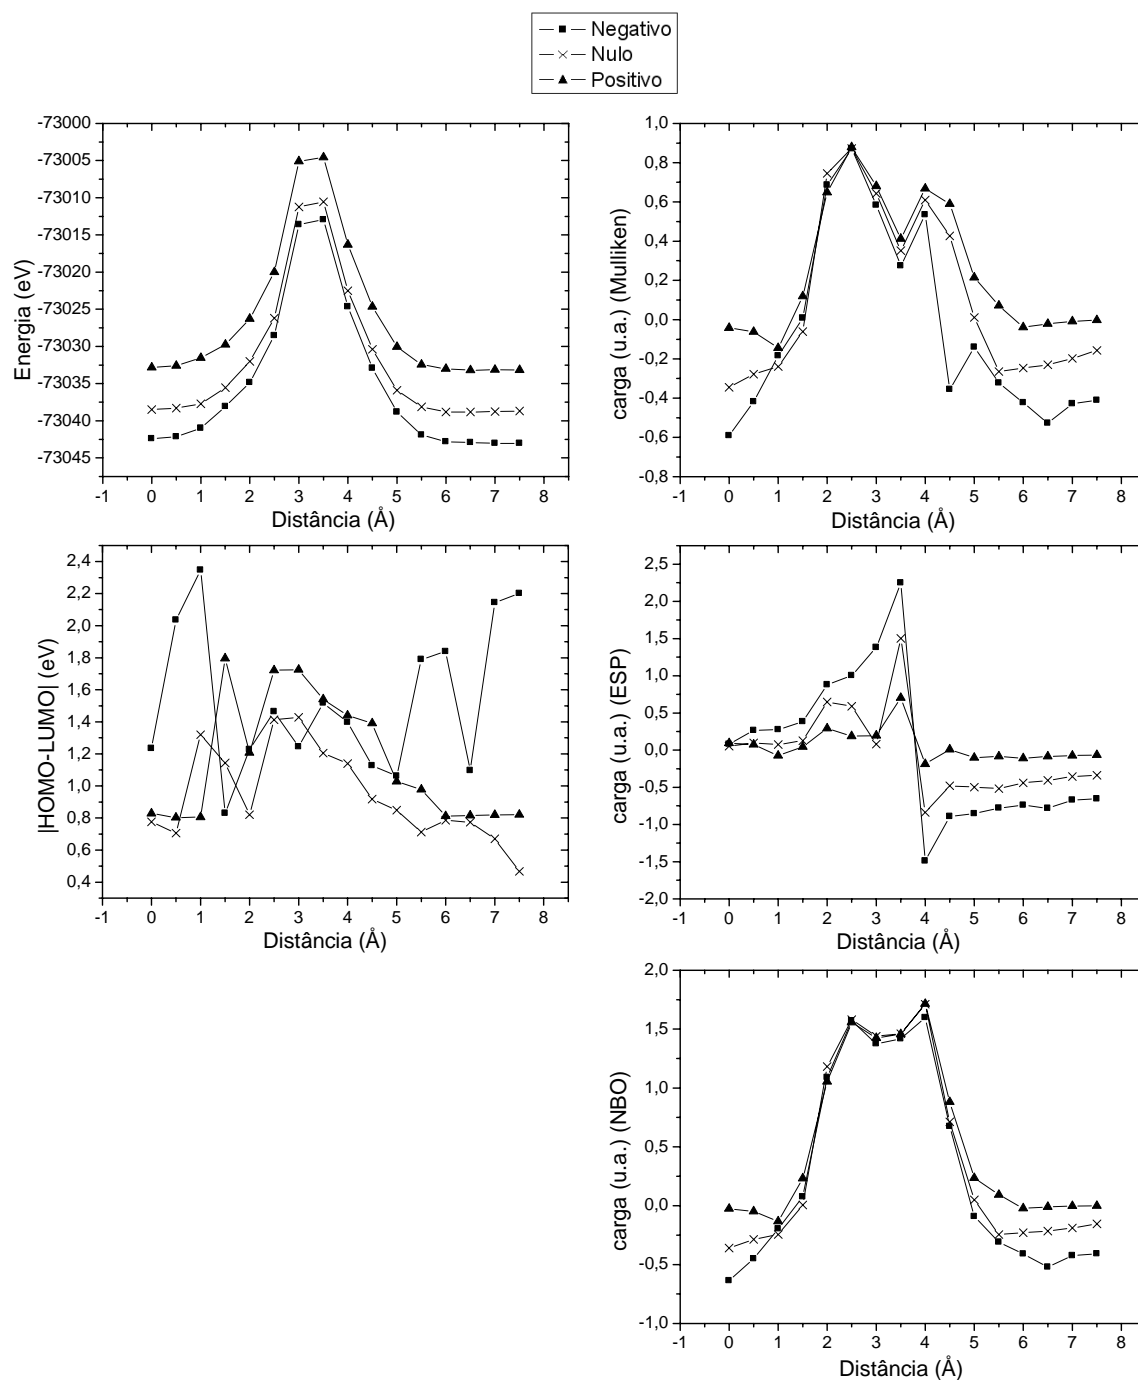 Negativo
Nulo
Positivo
-73000
-73005
-73010
-73015
-73020
-73025
-73030
-73035
-73040
-73045
Energia (eV)
-1 0 1 2 3 4 5 6 7 8
Distância (Å)
1,0
0,8
0,6
0,4
0,2
0,0
-0,2
-0,4
-0,6
-0,8
carga (u.a.) (Mulliken)
-1 0 1 2 3 4 5 6 7 8
Distância (Å)
2,4
2,2
2,0
1,8
1,6
1,4
1,2
1,0
0,8
0,6
0,4
|HOMO-LUMO| (eV)
-1 0 1 2 3 4 5 6 7 8
Distância (Å)
2,5
2,5
1,5
1,0
0,5
0,0
-0,5
-1,0
-1,5
-2,0
carga (u.a.) (ESP)
-1 0 1 2 3 4 5 6 7 8
Distância (Å)
2,0
1,5
1,0
0,5
0,0
-0,5
-1,0
carga (u.a.) (NBO)
-1 0 1 2 3 4 5 6 7 8
Distância (Å)